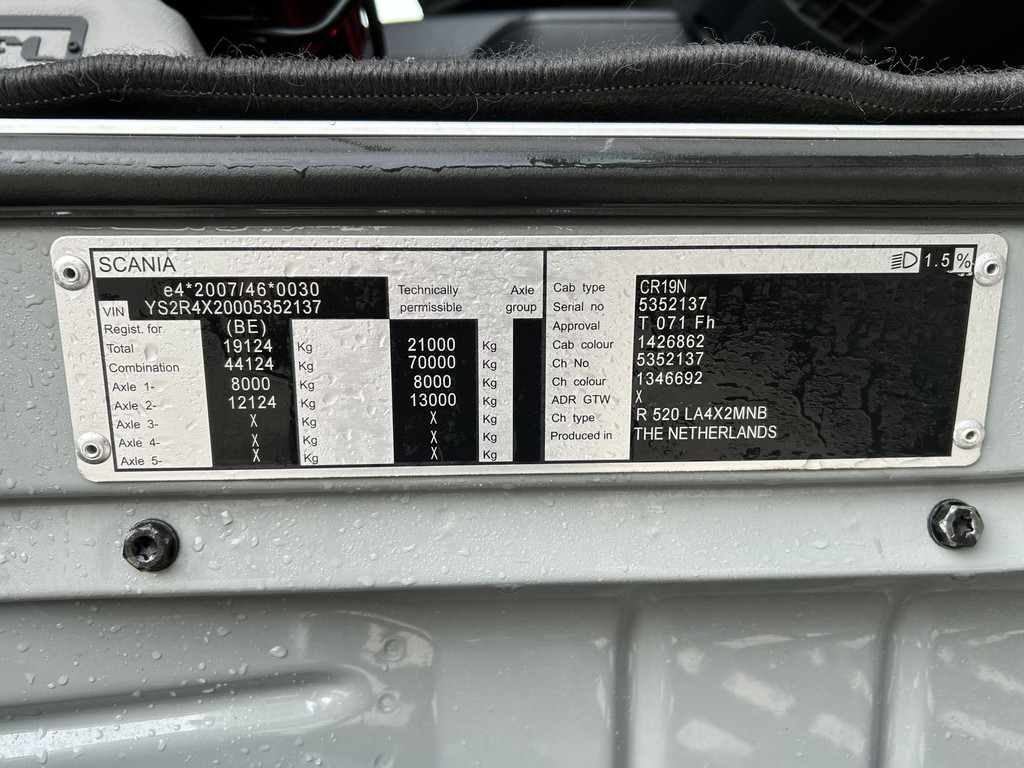 SCANIA
e4*2007/46*0030
VIN YS2R4X20005352137
Technically permissible
Axle group
Regist. for (BE)
Total 19124 Kg 21000 Kg
Combination 44124 Kg 70000 Kg
Axle 1- 8000 Kg 8000 Kg
Axle 2- 12124 Kg 13000 Kg
Axle 3- X Kg X Kg
Axle 4- X Kg X Kg
Axle 5- X Kg X Kg
1.5 %
Cab type CR19N
Serial no 5352137
Approval T 071 Fh
Cab colour 1426862
Ch No 5352137
Ch colour 1346692
ADR GTW X
Ch type R 520 LA4X2MNB
Produced in THE NETHERLANDS